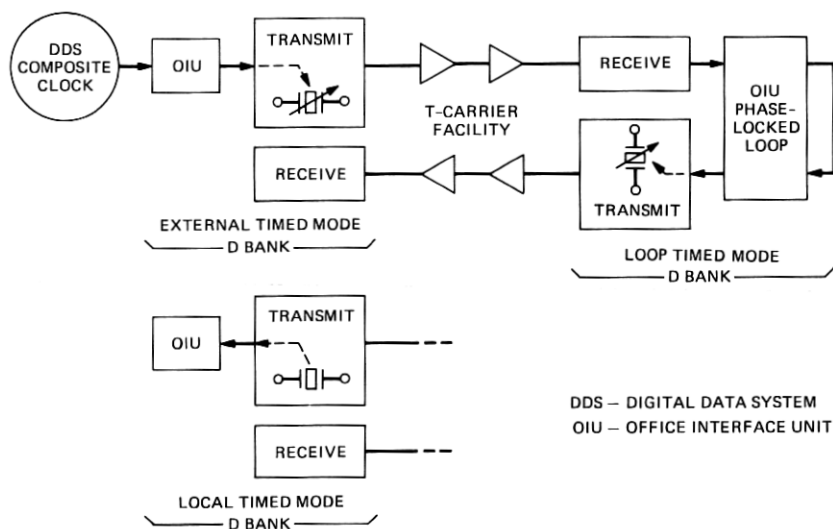 DDS
COMPOSITE
CLOCK
OIU
TRANSMIT
RECEIVE
T-CARRIER
FACILITY
RECEIVE
OIU
PHASE-
LOCKED
LOOP
TRANSMIT
RECEIVE
EXTERNAL TIMED MODE
D BANK
LOOP TIMED MODE
D BANK
OIU
TRANSMIT
RECEIVE
LOCAL TIMED MODE
D BANK
DDS – DIGITAL DATA SYSTEM
OIU – OFFICE INTERFACE UNIT